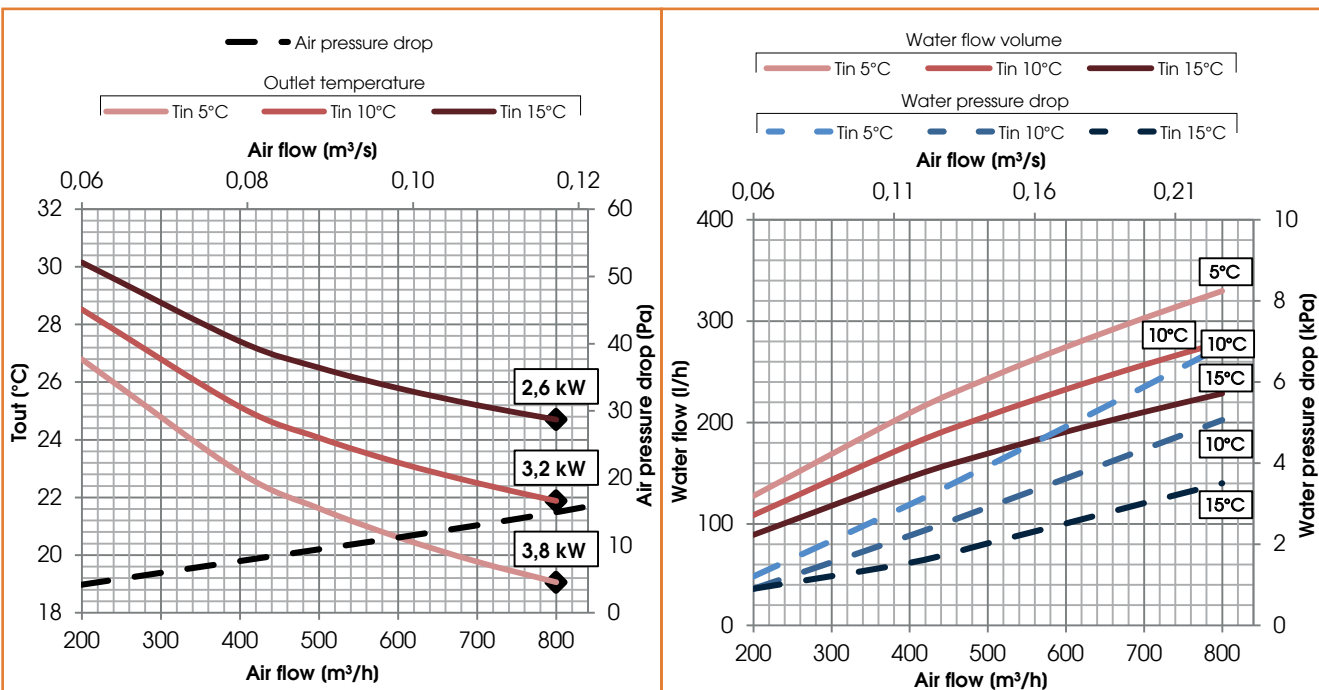 Air pressure drop
Outlet temperature
Tin 5°C Tin 10°C Tin 15°C
Air flow (m³/s)
0,06 0,08 0,10 0,12
32 30 28 26 24 22 20 18
Tout (°C)
60 50 40 30 20 10 0
Air pressure drop (Pa)
2,6 kW
3,2 kW
3,8 kW
200 300 400 500 600 700 800
Air flow (m³/h)
Water flow volume
Tin 5°C Tin 10°C Tin 15°C
Water pressure drop
Tin 5°C Tin 10°C Tin 15°C
Air flow (m³/s)
0,06 0,11 0,16 0,21
400 300 200 100 0
Water flow (l/h)
10 8 6 4 2 0
Water pressure drop (kPa)
5°C
10°C 10°C
15°C
10°C
15°C
200 300 400 500 600 700 800
Air flow (m³/h)